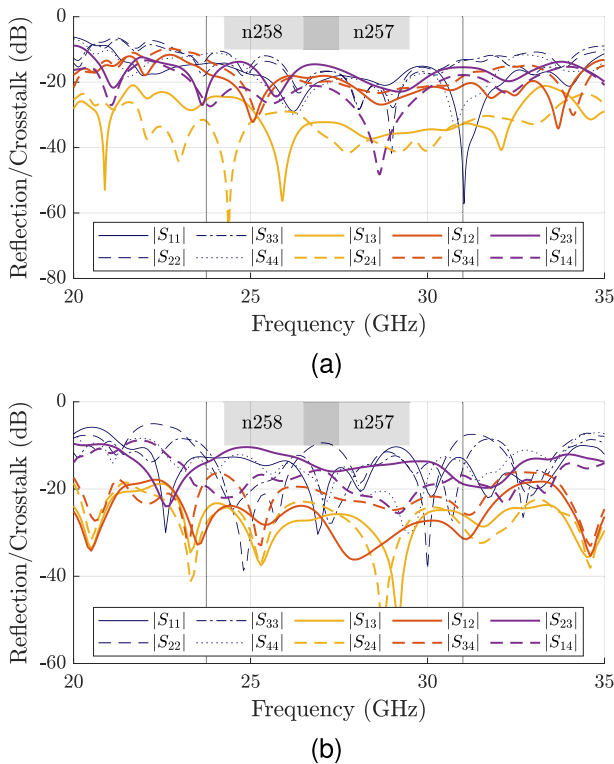 0
n258 n257
-20
-40
-60
-80
Reflection/Crosstalk (dB)
|S11| |S33| |S13| |S12| |S23|
|S22| |S44| |S24| |S34| |S14|
20 25 30 35
Frequency (GHz)
(a)
0
n258 n257
-20
-40
-60
Reflection/Crosstalk (dB)
|S11| |S33| |S13| |S12| |S23|
|S22| |S44| |S24| |S34| |S14|
20 25 30 35
Frequency (GHz)
(b)